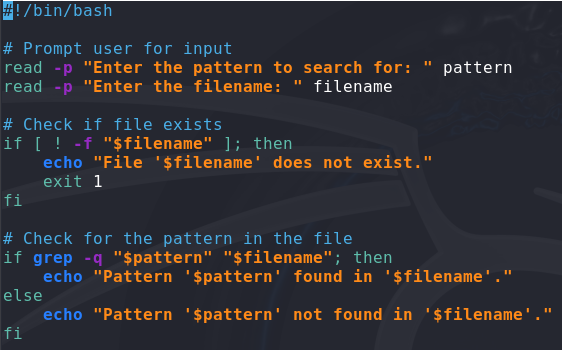 #!/bin/bash

# Prompt user for input
read -p "Enter the pattern to search for: " pattern
read -p "Enter the filename: " filename

# Check if file exists
if [ ! -f "$filename" ]; then
    echo "File '$filename' does not exist."
    exit 1
fi

# Check for the pattern in the file
if grep -q "$pattern" "$filename"; then
    echo "Pattern '$pattern' found in '$filename'."
else
    echo "Pattern '$pattern' not found in '$filename'."
fi